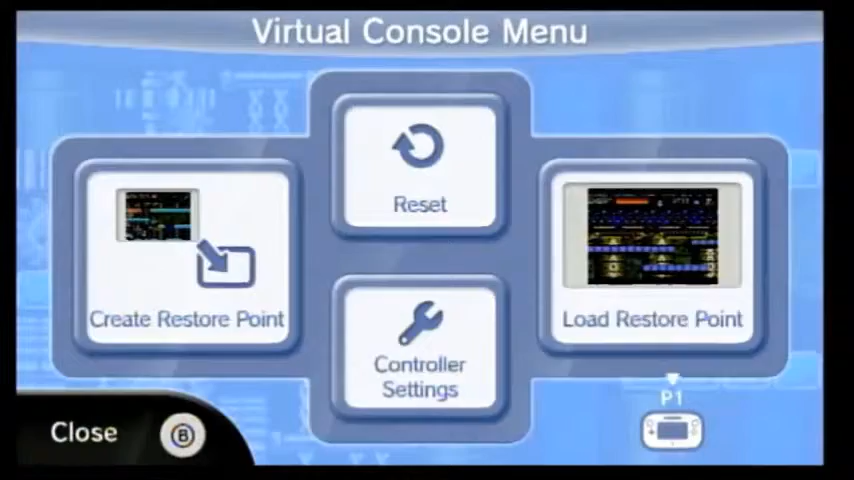 Virtual Console Menu
Reset
Create Restore Point
Load Restore Point
Controller
Settings
P1
Close
B